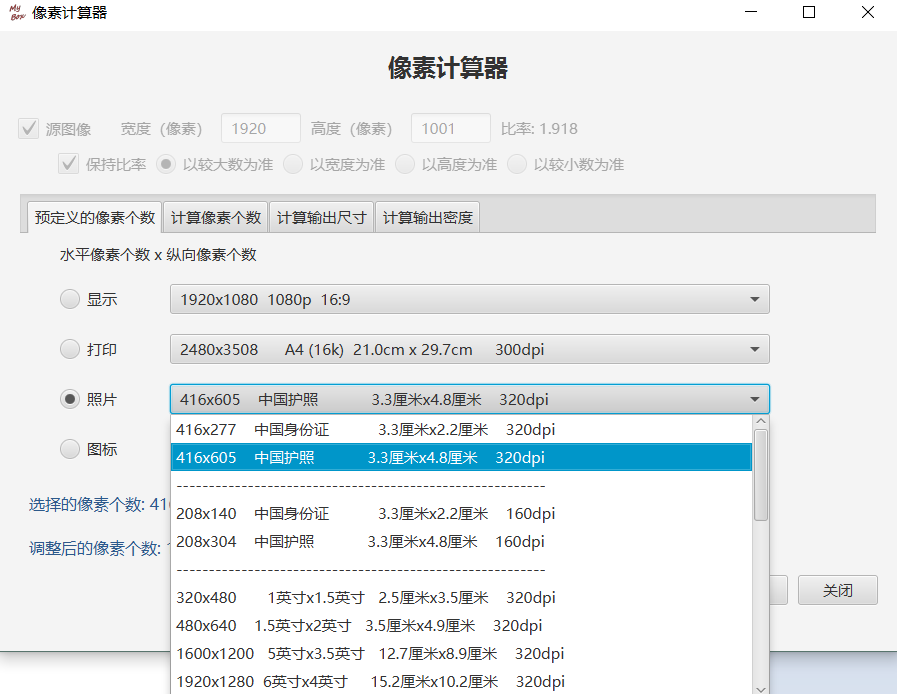 My Box 像素计算器
像素计算器
源图像 宽度（像素） 1920 高度（像素） 1001 比率: 1.918
保持比率 以较大数为准 以宽度为准 以高度为准 以较小数为准
预定义的像素个数 计算像素个数 计算输出尺寸 计算输出密度
水平像素个数 x 纵向像素个数
显示 1920x1080 1080p 16:9
打印 2480x3508 A4 (16k) 21.0cm x 29.7cm 300dpi
照片 416x605 中国护照 3.3厘米x4.8厘米 320dpi
416x277 中国身份证 3.3厘米x2.2厘米 320dpi
图标
416x605 中国护照 3.3厘米x4.8厘米 320dpi
------------------------------------------------------
选择的像素个数: 416
208x140 中国身份证 3.3厘米x2.2厘米 160dpi
调整后的像素个数:
208x304 中国护照 3.3厘米x4.8厘米 160dpi
------------------------------------------------------
关闭
320x480 1英寸x1.5英寸 2.5厘米x3.5厘米 320dpi
480x640 1.5英寸x2英寸 3.5厘米x4.9厘米 320dpi
1600x1200 5英寸x3.5英寸 12.7厘米x8.9厘米 320dpi
1920x1280 6英寸x4英寸 15.2厘米x10.2厘米 320dpi